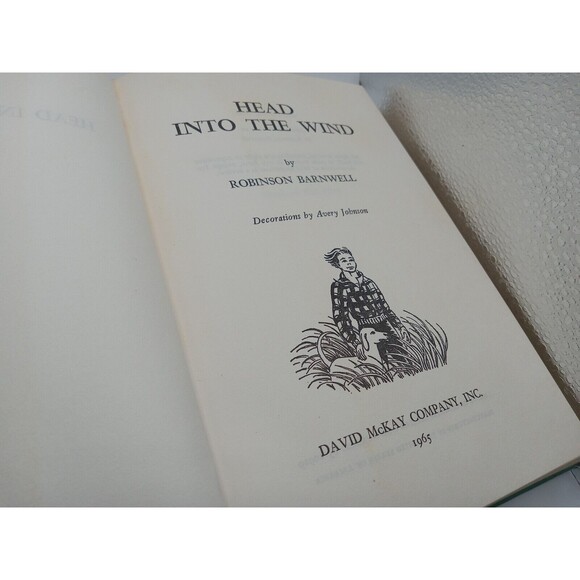 HEAD
INTO THE WIND
by
ROBINSON BARNWELL
Decorations by Avery Johnson
DAVID McKAY COMPANY, INC.
1965